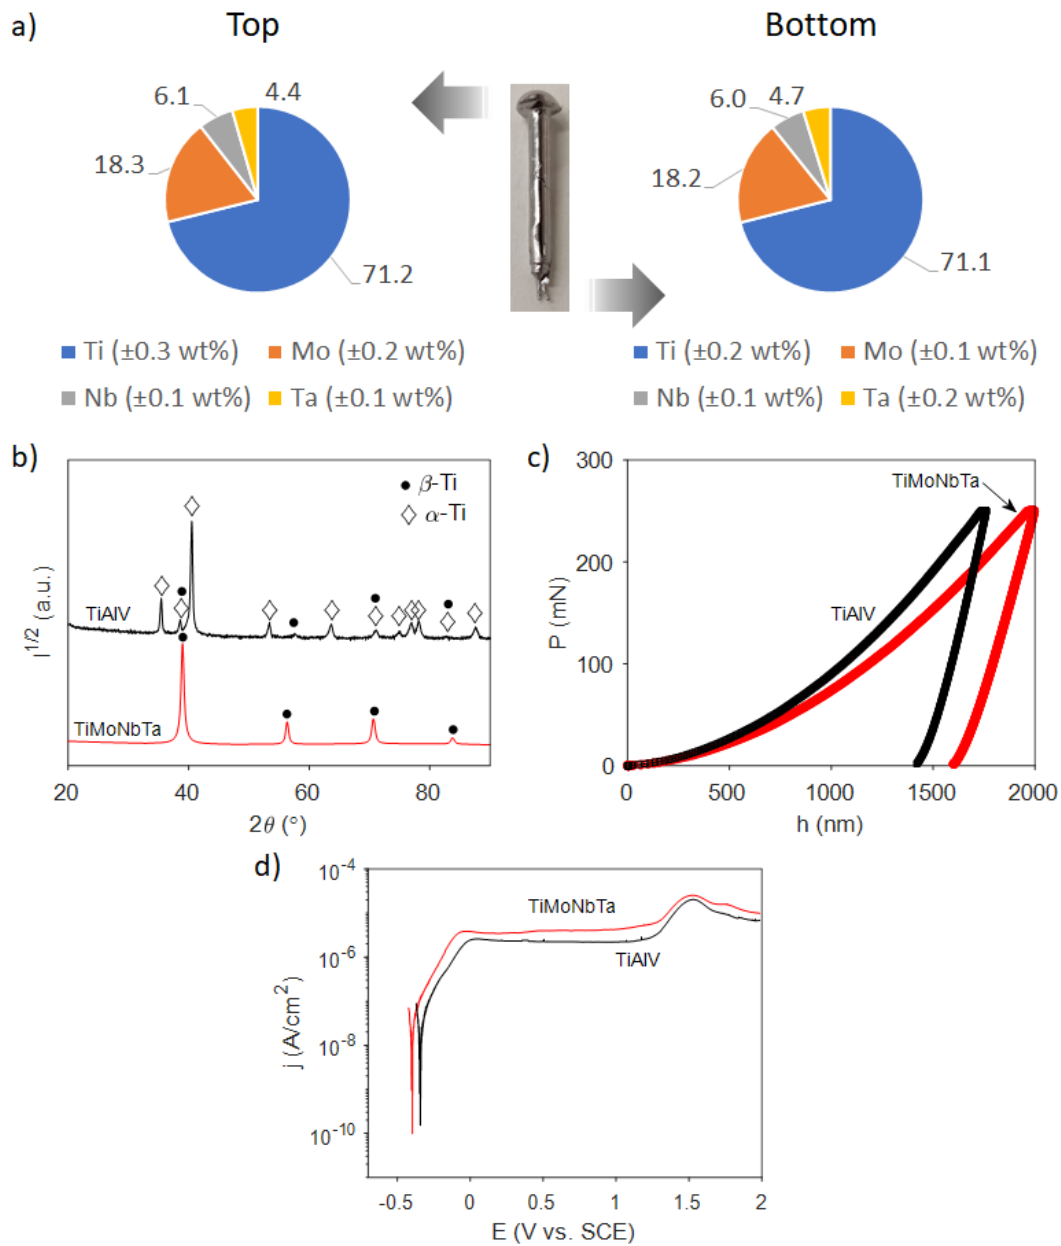 a)
Top
Bottom
6.1
4.4
18.3
71.2
6.0
4.7
18.2
71.1
Ti (±0.3 wt%) Mo (±0.2 wt%)
Nb (±0.1 wt%) Ta (±0.1 wt%)
Ti (±0.2 wt%) Mo (±0.1 wt%)
Nb (±0.1 wt%) Ta (±0.2 wt%)
b)
β-Ti
α-Ti
TiAlV
TiMoNbTa
I^1/2 (a.u.)
20 40 60 80
2θ (°)
c)
300
200
100
0
P (mN)
TiMoNbTa
TiAlV
0 500 1000 1500 2000
h (nm)
d)
10^-4
10^-6
10^-8
10^-10
j (A/cm^2)
TiMoNbTa
TiAlV
-0.5 0 0.5 1 1.5 2
E (V vs. SCE)